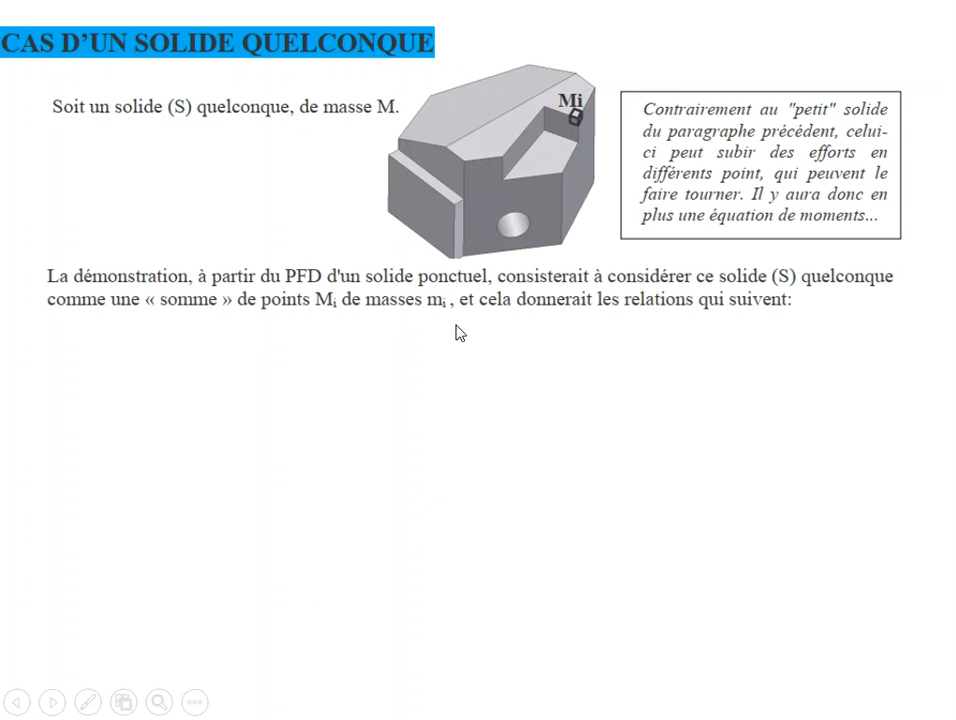 CAS D'UN SOLIDE QUELCONQUE
Soit un solide (S) quelconque, de masse M.
Mi
Contrairement au "petit" solide
du paragraphe précédent, celui-
ci peut subir des efforts en
différents point, qui peuvent le
faire tourner. Il y aura donc en
plus une équation de moments...
La démonstration, à partir du PFD d'un solide ponctuel, consisterait à considérer ce solide (S) quelconque
comme une « somme » de points Mi de masses mi , et cela donnerait les relations qui suivent: